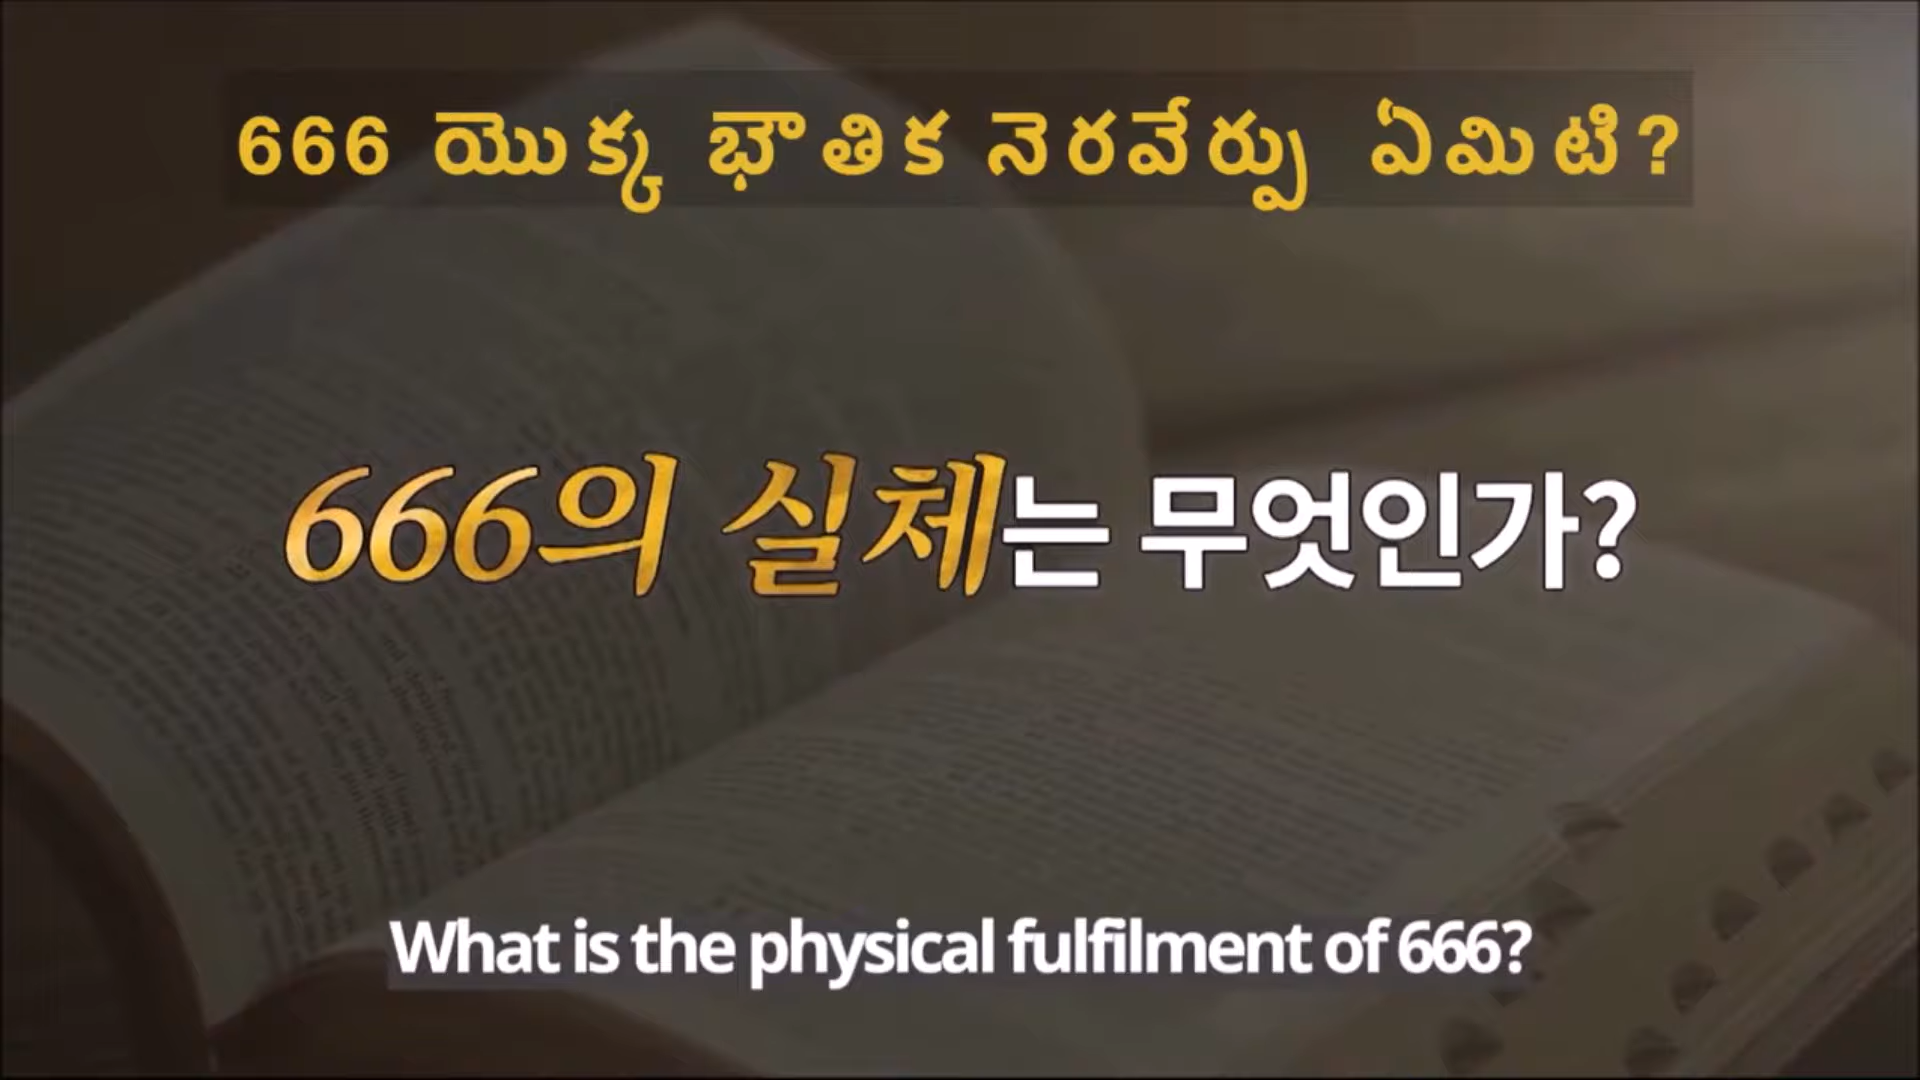 666 యొక్క భౌతిక నెరవేర్పు ఏమిటి?
666의 실체는 무엇인가?
What is the physical fulfilment of 666?